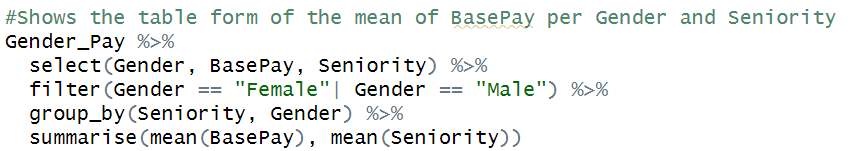 #Shows the table form of the mean of BasePay per Gender and Seniority
Gender_Pay %>%
  select(Gender, BasePay, Seniority) %>%
  filter(Gender == "Female"| Gender == "Male") %>%
  group_by(Seniority, Gender) %>%
  summarise(mean(BasePay), mean(Seniority))